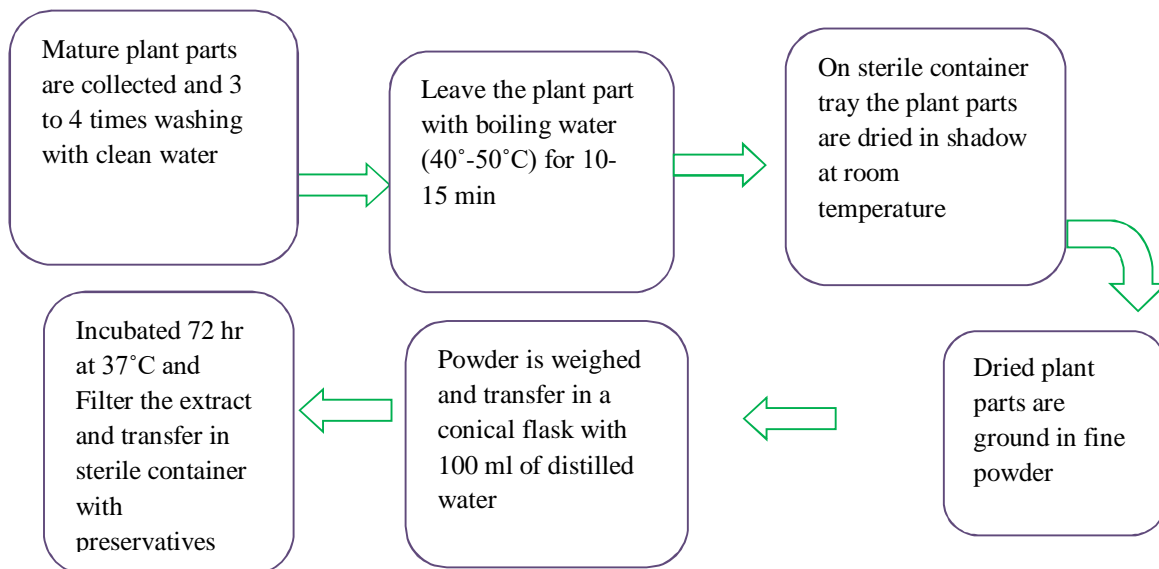 Mature plant parts
are collected and 3
to 4 times washing
with clean water
Leave the plant part
with boiling water
(40˚-50˚C) for 10-
15 min
On sterile container
tray the plant parts
are dried in shadow
at room
temperature
Dried plant
parts are
ground in fine
powder
Powder is weighed
and transfer in a
conical flask with
100 ml of distilled
water
Incubated 72 hr
at 37˚C and
Filter the extract
and transfer in
sterile container
with
preservatives